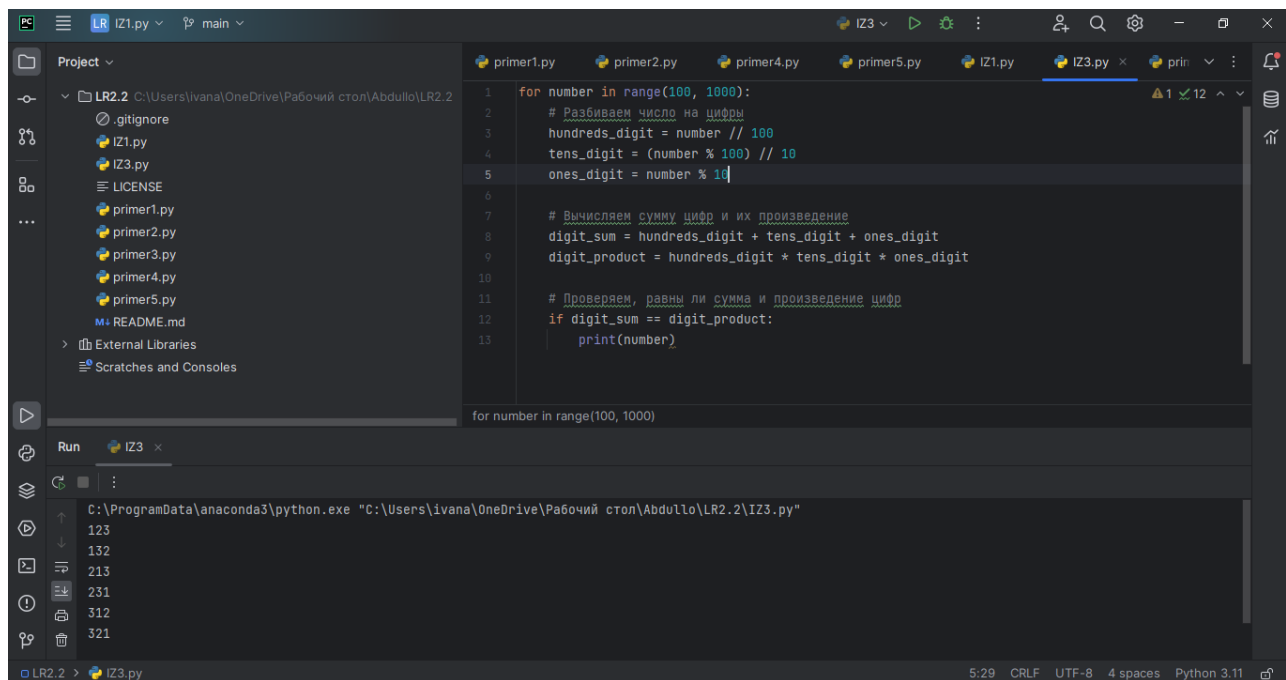 PC LR IZ1.py main IZ3
Project
LR2.2 C:\Users\ivana\OneDrive\Рабочий стол\Abdullo\LR2.2
.gitignore
IZ1.py
IZ3.py
LICENSE
primer1.py
primer2.py
primer3.py
primer4.py
primer5.py
M↓ README.md
External Libraries
Scratches and Consoles
primer1.py primer2.py primer4.py primer5.py IZ1.py IZ3.py prin
1 12
1 for number in range(100, 1000):
2 # Разбиваем число на цифры
3 hundreds_digit = number // 100
4 tens_digit = (number % 100) // 10
5 ones_digit = number % 10
6
7 # Вычисляем сумму цифр и их произведение
8 digit_sum = hundreds_digit + tens_digit + ones_digit
9 digit_product = hundreds_digit * tens_digit * ones_digit
10
11 # Проверяем, равны ли сумма и произведение цифр
12 if digit_sum == digit_product:
13 print(number)
for number in range(100, 1000)
Run IZ3
C:\ProgramData\anaconda3\python.exe "C:\Users\ivana\OneDrive\Рабочий стол\Abdullo\LR2.2\IZ3.py"
123
132
213
231
312
321
LR2.2 > IZ3.py 5:29 CRLF UTF-8 4 spaces Python 3.11